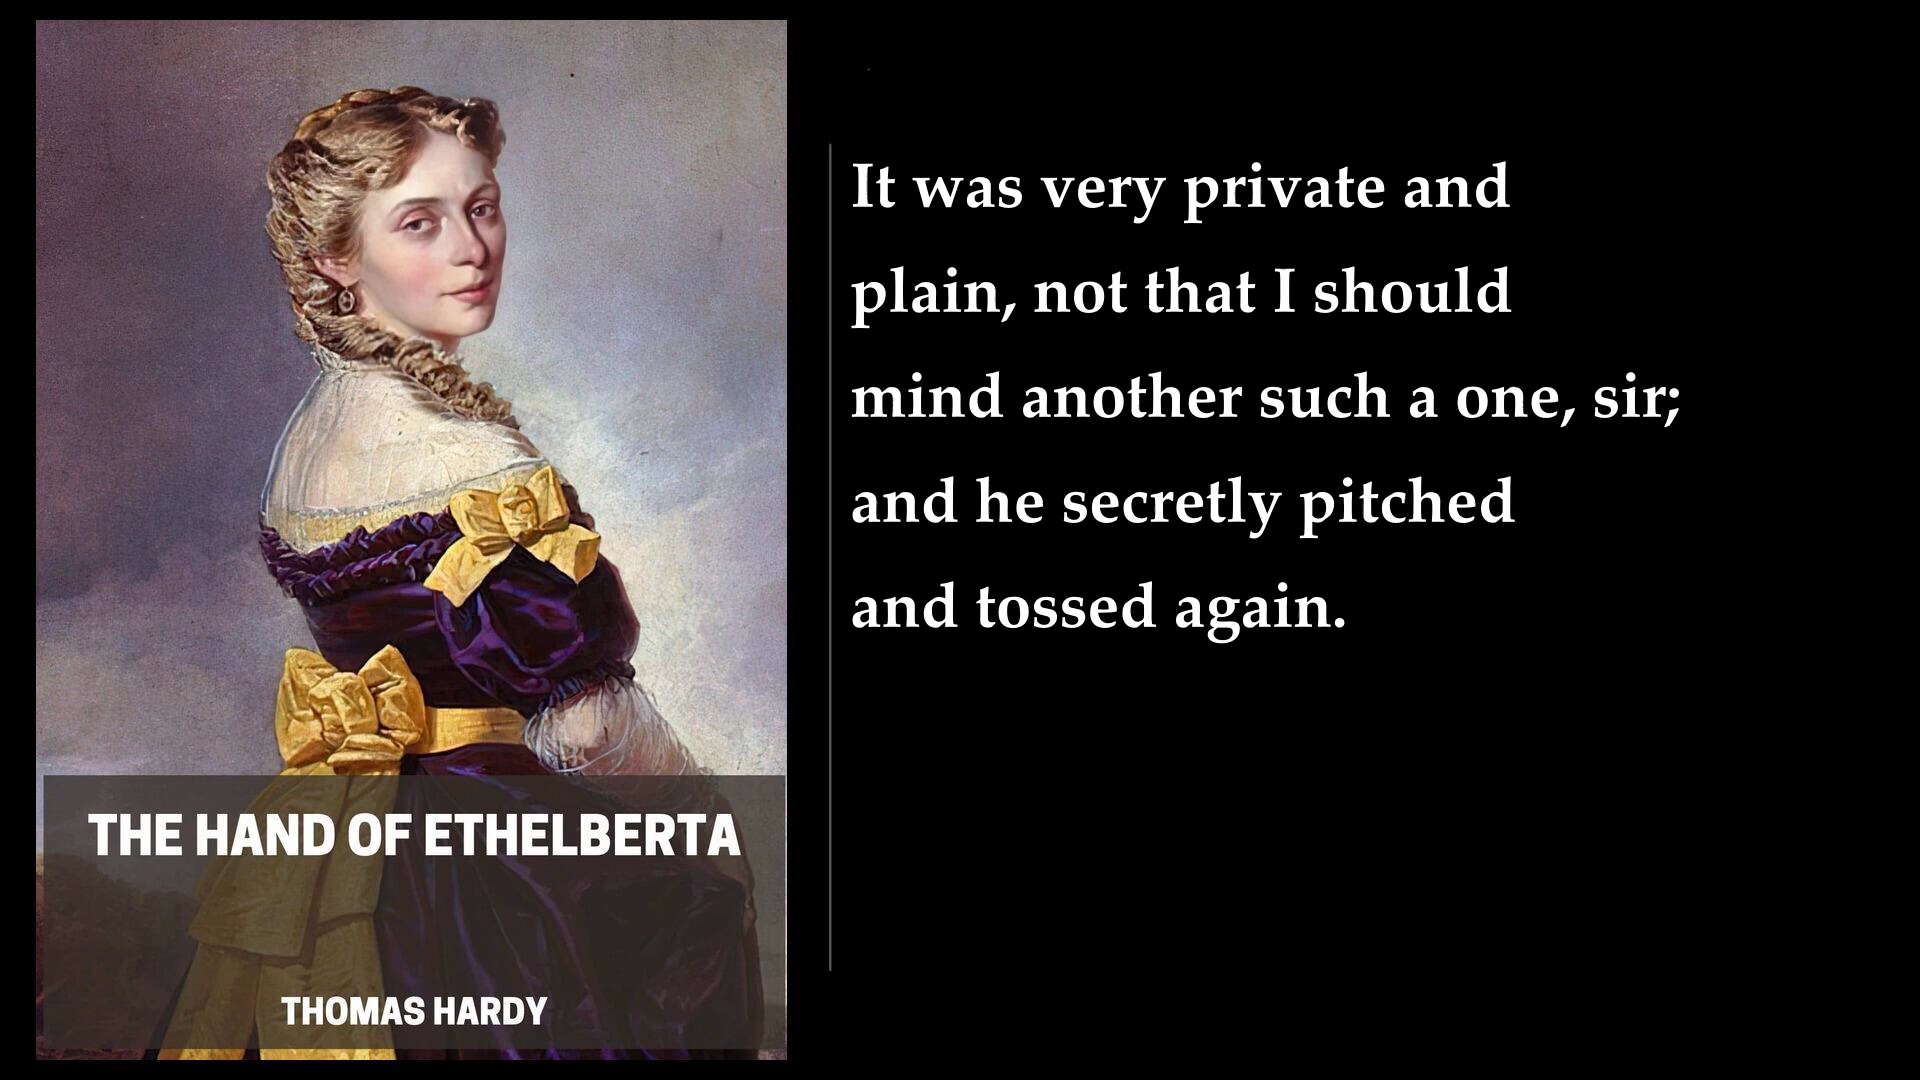 THE HAND OF ETHELBERTA
THOMAS HARDY
It was very private and
plain, not that I should
mind another such a one, sir;
and he secretly pitched
and tossed again.